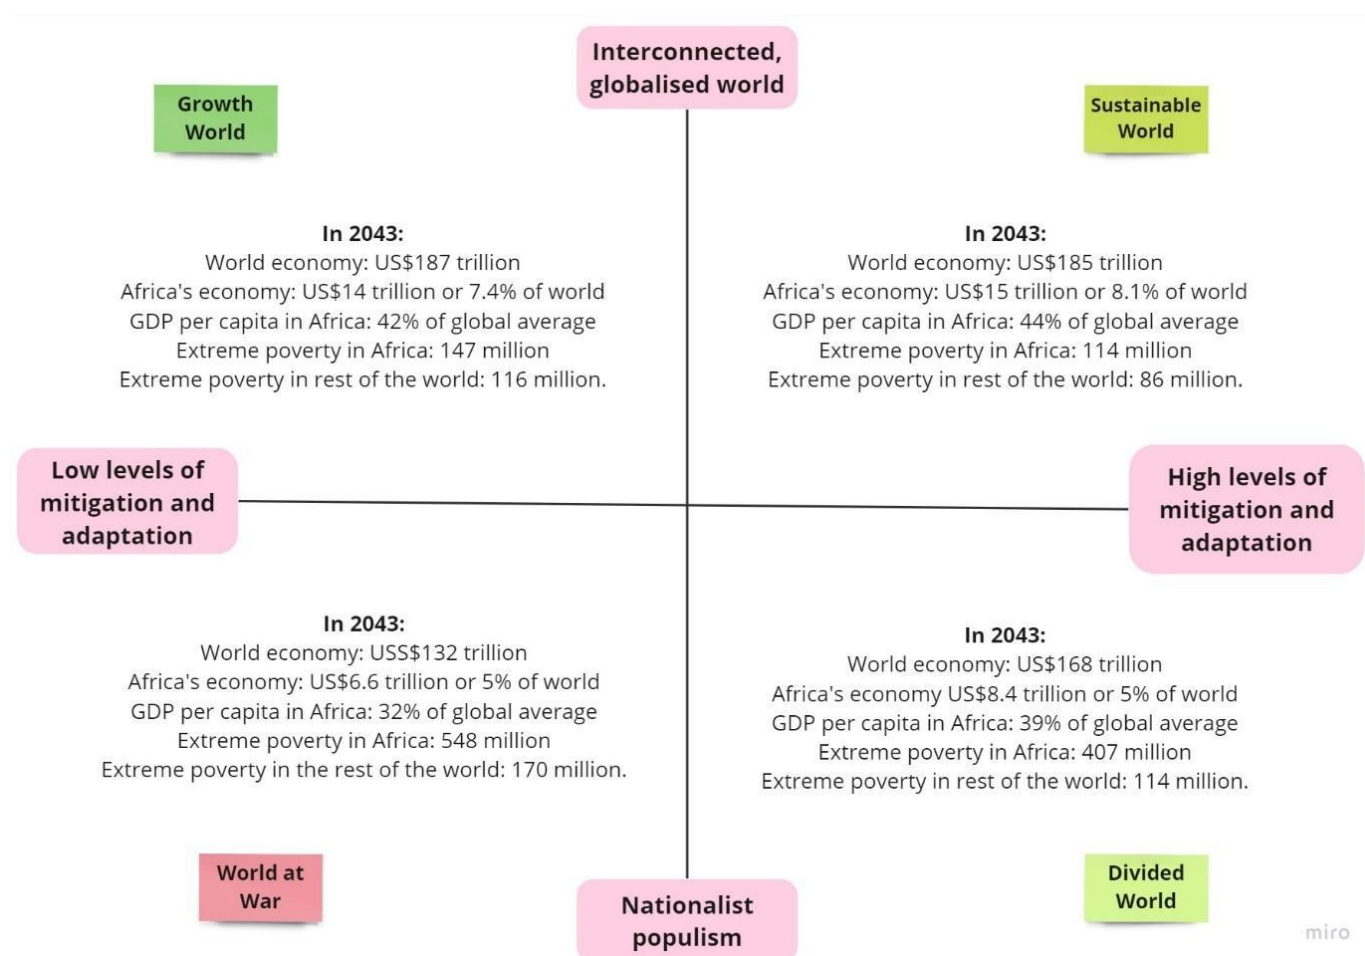 Interconnected,
globalised world
Growth
World
Sustainable
World
In 2043:
World economy: US$187 trillion
Africa's economy: US$14 trillion or 7.4% of world
GDP per capita in Africa: 42% of global average
Extreme poverty in Africa: 147 million
Extreme poverty in rest of the world: 116 million.
In 2043:
World economy: US$185 trillion
Africa's economy: US$15 trillion or 8.1% of world
GDP per capita in Africa: 44% of global average
Extreme poverty in Africa: 114 million
Extreme poverty in rest of the world: 86 million.
Low levels of
mitigation and
adaptation
High levels of
mitigation and
adaptation
In 2043:
World economy: USS$132 trillion
Africa's economy: US$6.6 trillion or 5% of world
GDP per capita in Africa: 32% of global average
Extreme poverty in Africa: 548 million
Extreme poverty in the rest of the world: 170 million.
In 2043:
World economy: US$168 trillion
Africa's economy US$8.4 trillion or 5% of world
GDP per capita in Africa: 39% of global average
Extreme poverty in Africa: 407 million
Extreme poverty in rest of the world: 114 million.
World at
War
Divided
World
Nationalist
populism
miro